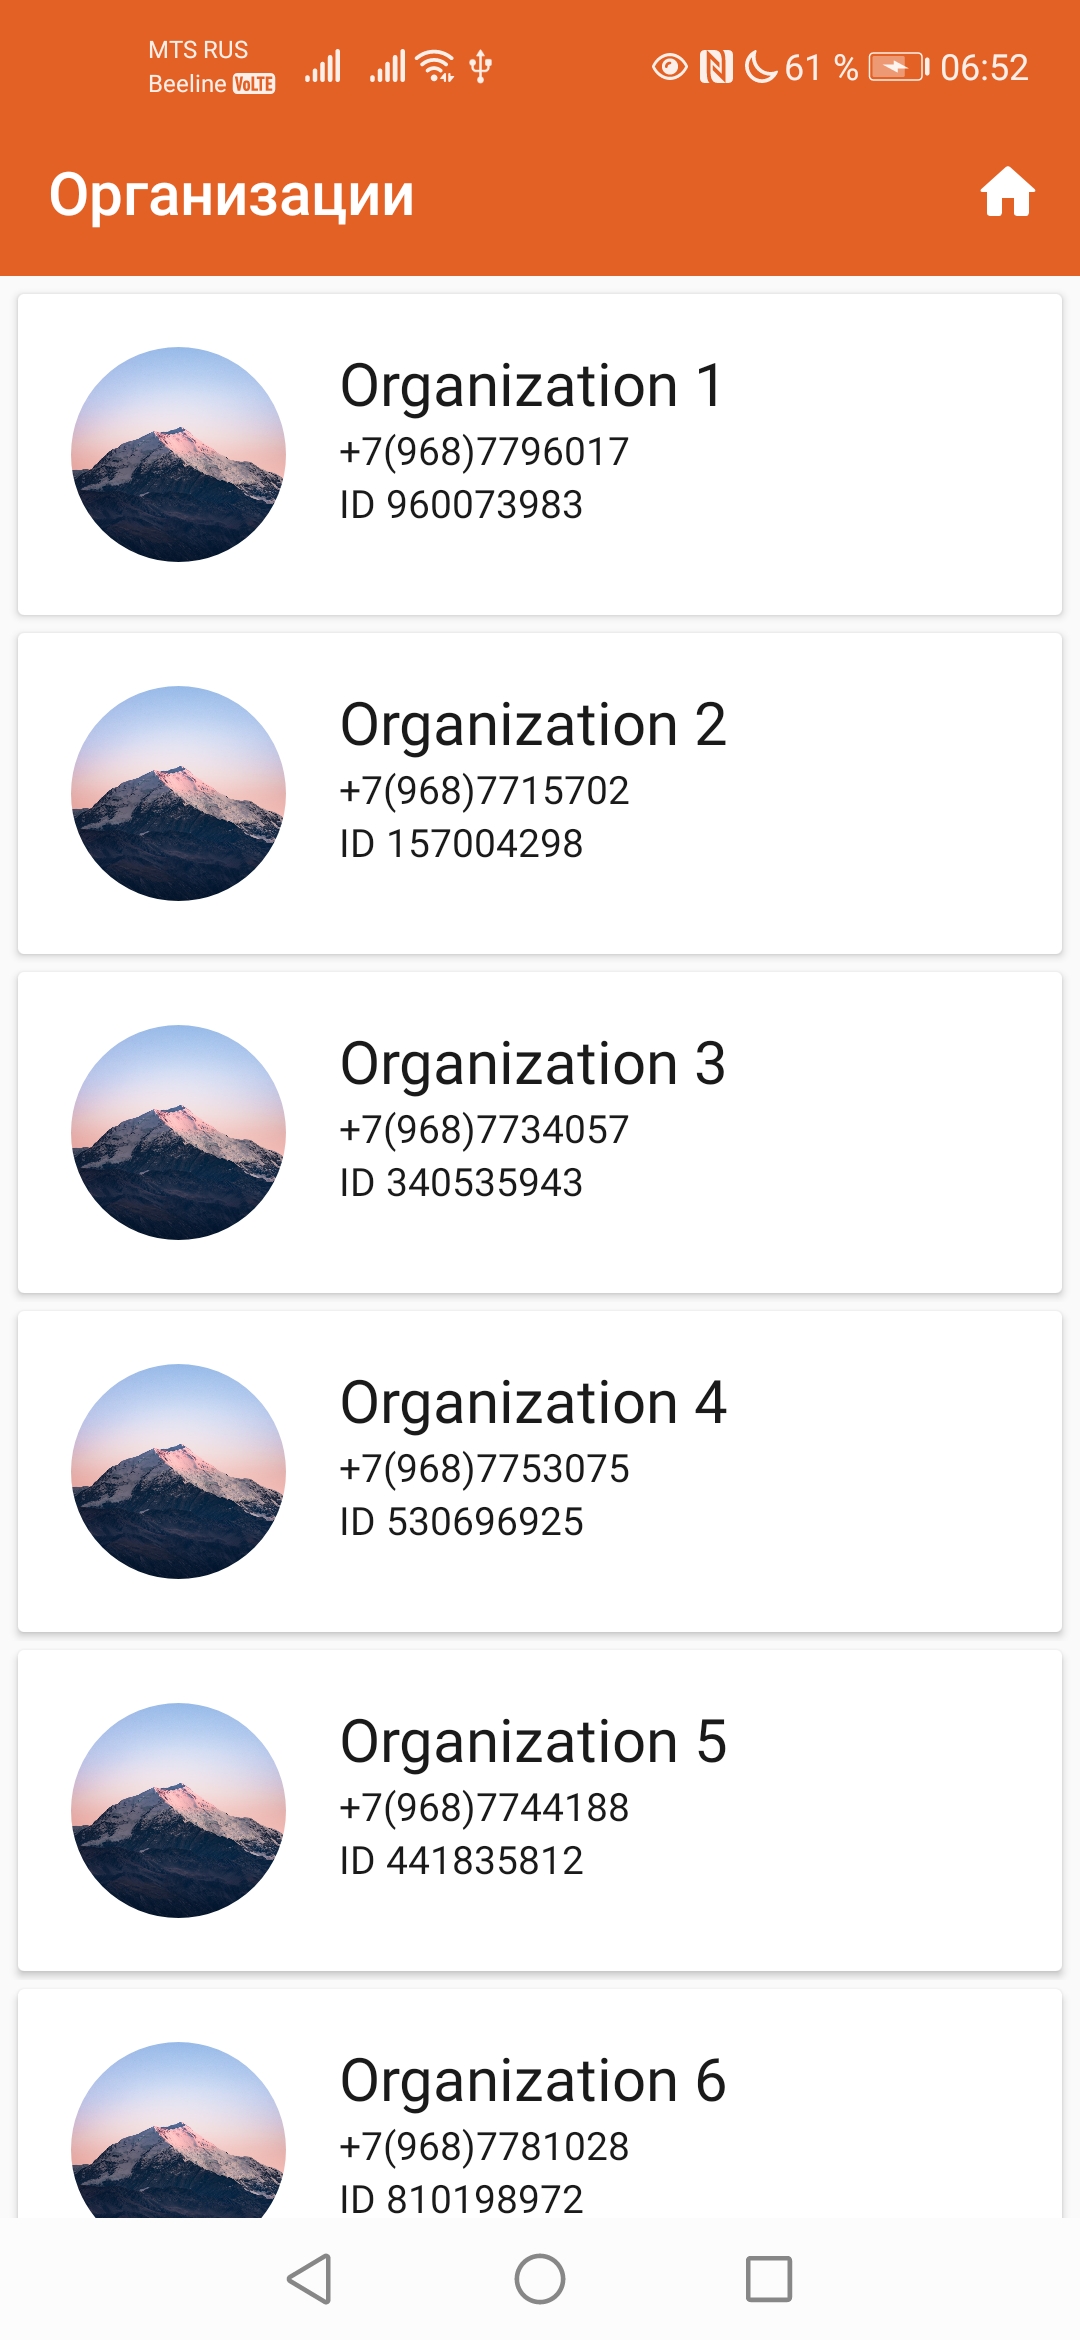 MTS RUS
Beeline VoLTE
61 % 06:52
Организации
Organization 1
+7(968)7796017
ID 960073983
Organization 2
+7(968)7715702
ID 157004298
Organization 3
+7(968)7734057
ID 340535943
Organization 4
+7(968)7753075
ID 530696925
Organization 5
+7(968)7744188
ID 441835812
Organization 6
+7(968)7781028
ID 810198972